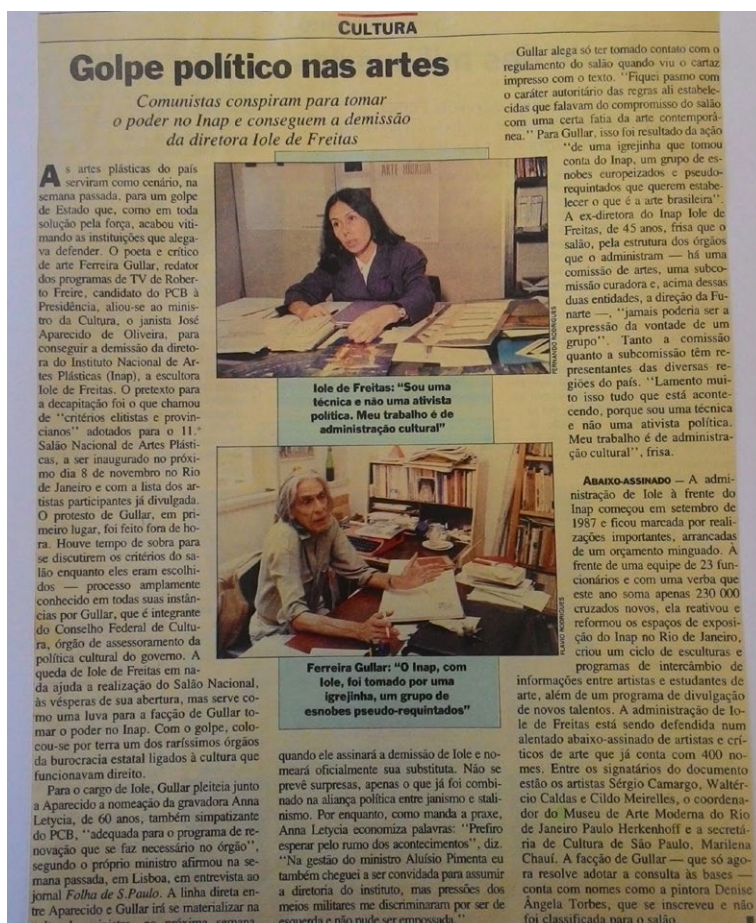 CULTURA
Golpe político nas artes
Comunistas conspiram para tomar
o poder no Inap e conseguem a demissão
da diretora Iole de Freitas
As artes plásticas do país
serviram como cenário, na
semana passada, para um golpe
de Estado que, como em toda
solução pela força, acabou viti-
mando as instituições que alega-
va defender. O poeta e crítico
de arte Ferreira Gullar, redator
dos programas de TV de Rober-
to Freire, candidato do PCB à
Presidência, aliou-se ao minis-
tro da Cultura, o janista José
Aparecido de Oliveira, para
conseguir a demissão da direto-
ra do Instituto Nacional de Ar-
tes Plásticas (Inap), a escultora
Iole de Freitas. O pretexto para
a decapitação foi o que chamou
de "critérios elitistas e provin-
cianos" adotados para o 11.º
Salão Nacional de Artes Plásti-
cas, a ser inaugurado no próxi-
mo dia 8 de novembro no Rio
de Janeiro e com a lista dos ar-
tistas participantes já divulgada.
O protesto de Gullar, em pri-
meiro lugar, foi feito fora de ho-
ra. Houve tempo de sobra para
se discutirem os critérios do sa-
lão enquanto eles eram escolhi-
dos — processo amplamente
conhecido em todas suas instân-
cias por Gullar, que é integrante
do Conselho Federal de Cultu-
ra, órgão de assessoramento da
política cultural do governo. A
queda de Iole de Freitas em na-
da ajuda a realização do Salão Nacional,
às vésperas de sua abertura, mas serve co-
mo uma luva para a facção de Gullar to-
mar o poder no Inap. Com o golpe, colo-
cou-se por terra um dos raríssimos órgãos
da burocracia estatal ligados à cultura que
funcionavam direito.
Para o cargo de Iole, Gullar pleiteia junto
a Aparecido a nomeação da gravadora Anna
Letycia, de 60 anos, também simpatizante
do PCB, "adequada para o programa de re-
novação que se faz necessário no órgão",
segundo o próprio ministro afirmou na se-
mana passada, em Lisboa, em entrevista ao
jornal Folha de S.Paulo. A linha direta en-
tre Aparecido e Gullar irá se materializar na
ARTE
FERNANDO RODRIGUES
Iole de Freitas: "Sou uma
técnica e não uma ativista
política. Meu trabalho é de
administração cultural"
FLAVIO RODRIGUES
Ferreira Gullar: "O Inap, com
Iole, foi tomado por uma
igrejinha, um grupo de
esnobes pseudo-requintados"
quando ele assinará a demissão de Iole e no-
meará oficialmente sua substituta. Não se
prevê surpresas, apenas o que já foi combi-
nado na aliança política entre janismo e stali-
nismo. Por enquanto, como manda a praxe,
Anna Letycia economiza palavras: "Prefiro
esperar pelo rumo dos acontecimentos", diz.
"Na gestão do ministro Aluísio Pimenta eu
também cheguei a ser convidada para assumir
a diretoria do instituto, mas pressões dos
meios militares me discriminaram por ser de
esquerda e não pude ser empossada."
Gullar alega só ter tomado contato com o
regulamento do salão quando viu o cartaz
impresso com o texto. "Fiquei pasmo com
o caráter autoritário das regras ali estabele-
cidas que falavam do compromisso do salão
com uma certa fatia da arte contemporâ-
nea." Para Gullar, isso foi resultado da ação
"de uma igrejinha que tomou
conta do Inap, um grupo de es-
nobes europeizados e pseudo-
requintados que querem estabe-
lecer o que é a arte brasileira".
A ex-diretora do Inap Iole de
Freitas, de 45 anos, frisa que o
salão, pela estrutura dos órgãos
que o administram — há uma
comissão de artes, uma subco-
missão curadora e, acima dessas
duas entidades, a direção da Fu-
narte —, "jamais poderia ser a
expressão da vontade de um
grupo". Tanto a comissão
quanto a subcomissão têm re-
presentantes das diversas re-
giões do país. "Lamento mui-
to isso tudo que está aconte-
cendo, porque sou uma técnica
e não uma ativista política.
Meu trabalho é de administra-
ção cultural", frisa.
ABAIXO-ASSINADO — A admi-
nistração de Iole à frente do
Inap começou em setembro de
1987 e ficou marcada por reali-
zações importantes, arrancadas
de um orçamento minguado. À
frente de uma equipe de 23 fun-
cionários e com uma verba que
este ano soma apenas 230 000
cruzados novos, ela reativou e
reformou os espaços de exposi-
ção do Inap no Rio de Janeiro,
criou um ciclo de esculturas e
programas de intercâmbio de
informações entre artistas e estudantes de
arte, além de um programa de divulgação
de novos talentos. A administração de Io-
le de Freitas está sendo defendida num
alentado abaixo-assinado de artistas e crí-
ticos de arte que já conta com 400 no-
mes. Entre os signatários do documento
estão os artistas Sérgio Camargo, Waltér-
cio Caldas e Cildo Meirelles, o coordena-
dor do Museu de Arte Moderna do Rio
de Janeiro Paulo Herkenhoff e a secretá-
ria de Cultura de São Paulo, Marilena
Chauí. A facção de Gullar — que só ago-
ra resolve adotar a consulta às bases —
conta com nomes como a pintora Denise
Ângela Torbes, que se inscreveu e não
foi classificada para o salão.